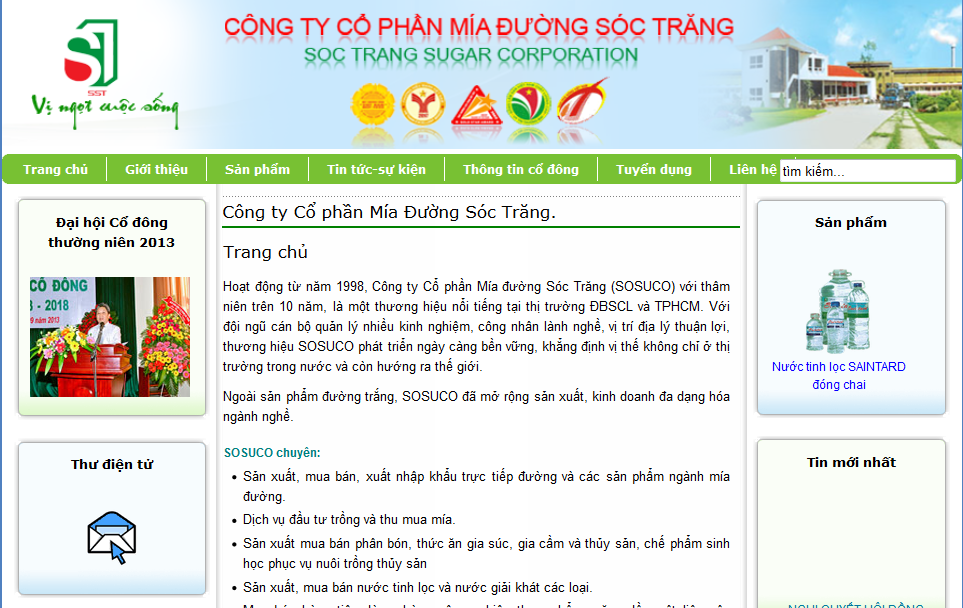 CÔNG TY CỔ PHẦN MÍA ĐƯỜNG SÓC TRĂNG
SOC TRANG SUGAR CORPORATION
SST
Vị ngọt cuộc sống
Trang chủ
Giới thiệu
Sản phẩm
Tin tức-sự kiện
Thông tin cổ đông
Tuyển dụng
Liên hệ
tìm kiếm...
Đại hội Cổ đông
thường niên 2013
CỔ ĐÔNG
- 2018
9 năm 2013
Thư điện tử
Công ty Cổ phần Mía Đường Sóc Trăng.
Trang chủ
Hoạt động từ năm 1998, Công ty Cổ phần Mía đường Sóc Trăng (SOSUCO) với thâm
niên trên 10 năm, là một thương hiệu nổi tiếng tại thị trường ĐBSCL và TPHCM. Với
đội ngũ cán bộ quản lý nhiều kinh nghiệm, công nhân lành nghề, vị trí địa lý thuận lợi,
thương hiệu SOSUCO phát triển ngày càng bền vững, khẳng định vị thế không chỉ ở thị
trường trong nước và còn hướng ra thế giới.
Ngoài sản phẩm đường trắng, SOSUCO đã mở rộng sản xuất, kinh doanh đa dạng hóa
ngành nghề.
SOSUCO chuyên:
Sản xuất, mua bán, xuất nhập khẩu trực tiếp đường và các sản phẩm ngành mía
đường.
Dịch vụ đầu tư trồng và thu mua mía.
Sản xuất mua bán phân bón, thức ăn gia súc, gia cầm và thủy sản, chế phẩm sinh
học phục vụ nuôi trồng thủy sản
Sản xuất, mua bán nước tinh lọc và nước giải khát các loại.
Sản phẩm
Nước tinh lọc SAINTARD
đóng chai
Tin mới nhất
NGHỊ QUYẾT HỘI ĐỒNG